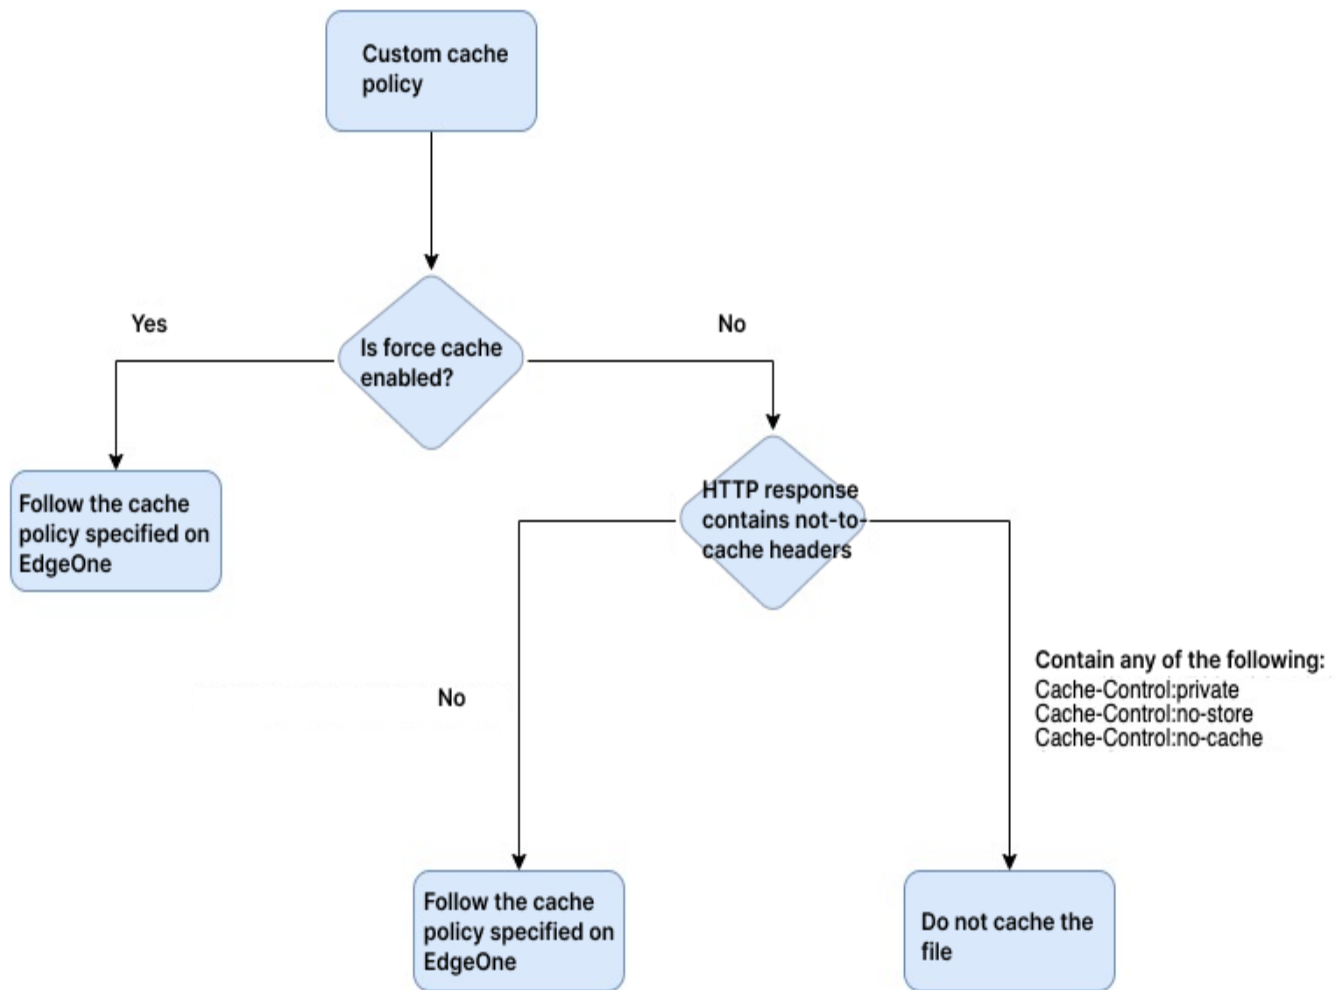 Custom cache
policy
Yes
No
Is force cache
enabled?
Follow the cache
policy specified on
EdgeOne
HTTP response
contains not-to-
cache headers
Contain any of the following:
Cache-Control:private
Cache-Control:no-store
Cache-Control:no-cache
No
Follow the cache
policy specified on
EdgeOne
Do not cache the
file